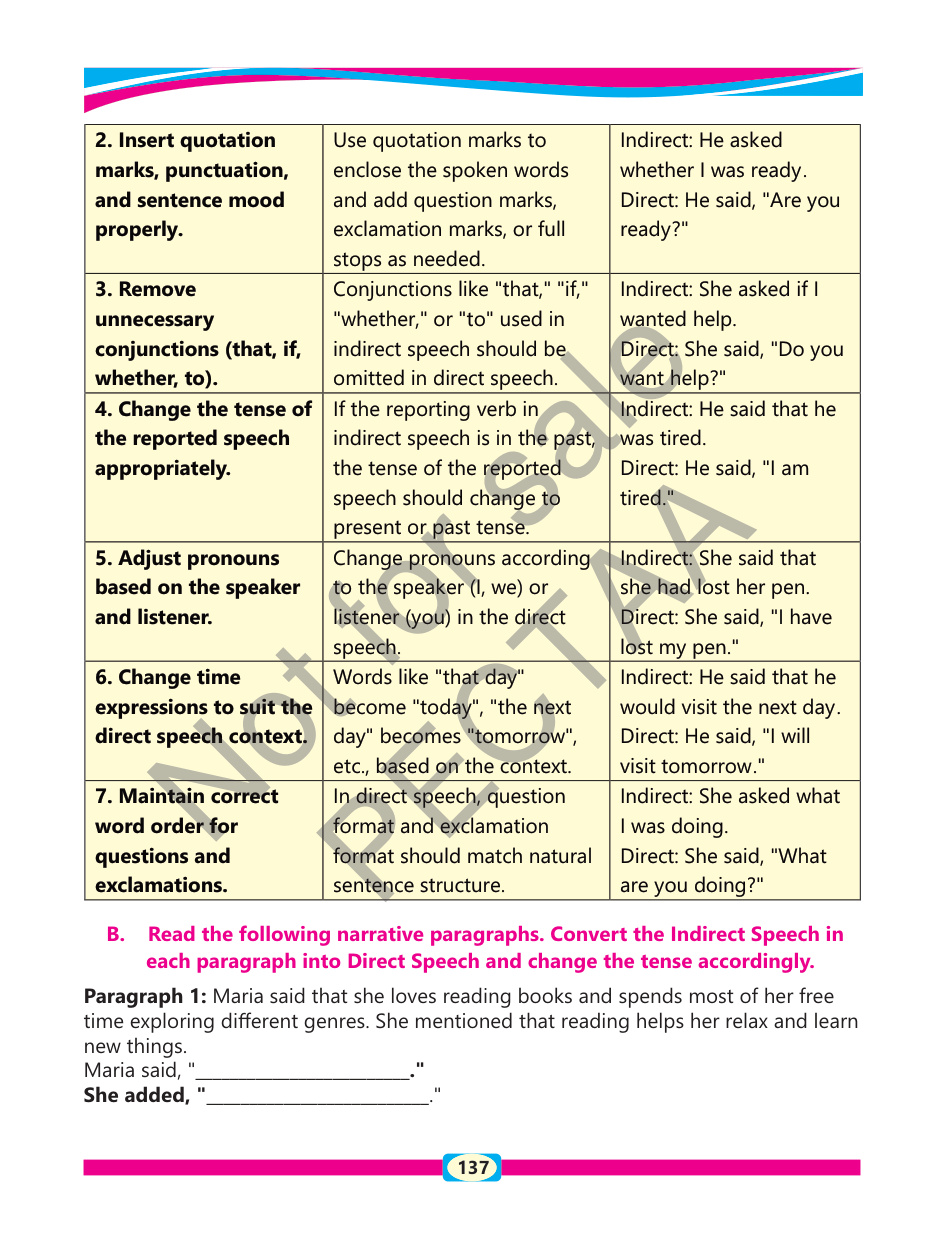 2. Insert quotation
marks, punctuation,
and sentence mood
properly.
Use quotation marks to
enclose the spoken words
and add question marks,
exclamation marks, or full
stops as needed.
Indirect: He asked
whether I was ready.
Direct: He said, "Are you
ready?"
3. Remove
unnecessary
conjunctions (that, if,
whether, to).
Conjunctions like "that," "if,"
"whether," or "to" used in
indirect speech should be
omitted in direct speech.
Indirect: She asked if I
wanted help.
Direct: She said, "Do you
want help?"
4. Change the tense of
the reported speech
appropriately.
If the reporting verb in
indirect speech is in the past,
the tense of the reported
speech should change to
present or past tense.
Indirect: He said that he
was tired.
Direct: He said, "I am
tired."
5. Adjust pronouns
based on the speaker
and listener.
Change pronouns according
to the speaker (I, we) or
listener (you) in the direct
speech.
Indirect: She said that
she had lost her pen.
Direct: She said, "I have
lost my pen."
6. Change time
expressions to suit the
direct speech context.
Words like "that day"
become "today", "the next
day" becomes "tomorrow",
etc., based on the context.
Indirect: He said that he
would visit the next day.
Direct: He said, "I will
visit tomorrow."
7. Maintain correct
word order for
questions and
exclamations.
In direct speech, question
format and exclamation
format should match natural
sentence structure.
Indirect: She asked what
I was doing.
Direct: She said, "What
are you doing?"
Not for sale
PECTAA
B. Read the following narrative paragraphs. Convert the Indirect Speech in
each paragraph into Direct Speech and change the tense accordingly.
Paragraph 1: Maria said that she loves reading books and spends most of her free
time exploring different genres. She mentioned that reading helps her relax and learn
new things.
Maria said, "_________________________."
She added, "__________________________."
137